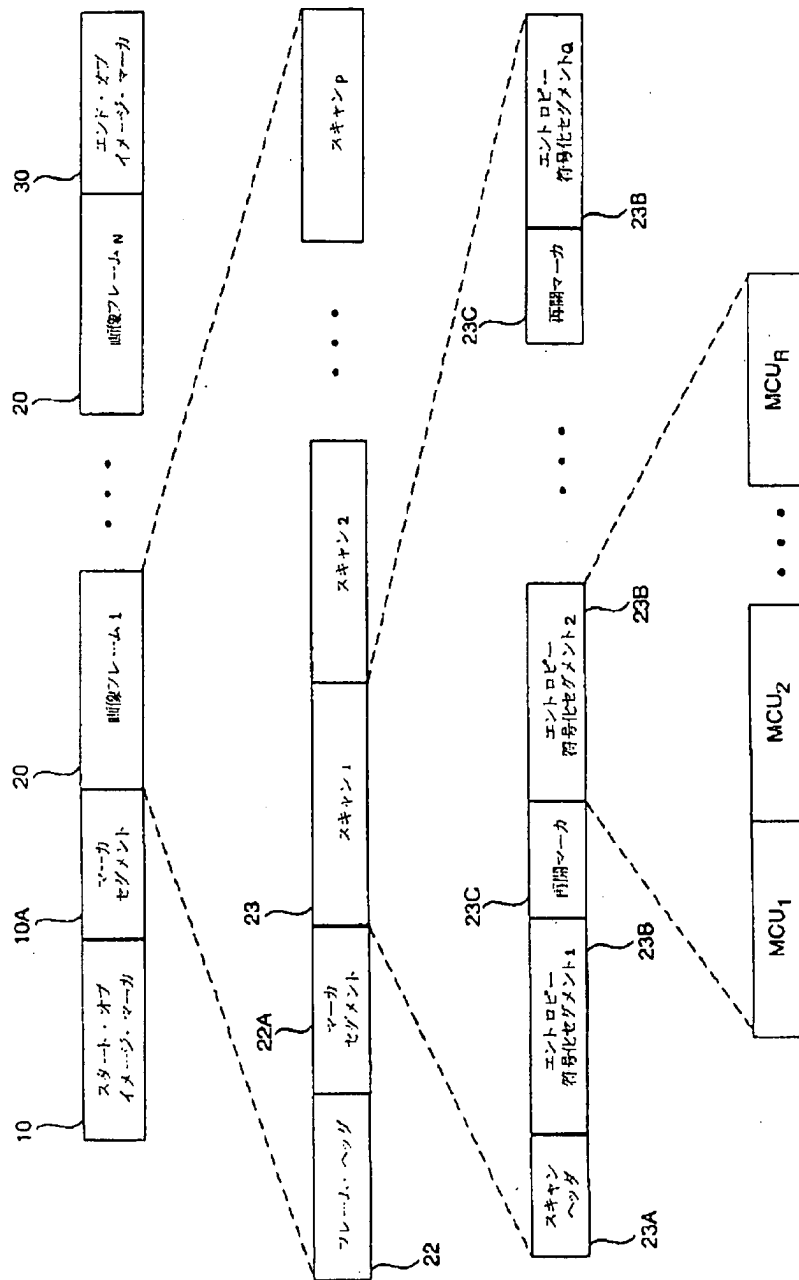 10
スタート・オブ
イメージ・マーカ
10A
マーカ
セグメント
20
画像フレーム1
20
画像フレームN
30
エンド・オブ
イメージ・マーカ
22
フレーム・ヘッダ
22A
マーカ
セグメント
23
スキャン1
スキャン2
スキャンP
23A
スキャン
ヘッダ
エントロピー
符号化セグメント1
23B
23C
再開マーカ
エントロピー
符号化セグメント2
23B
23C
再開マーカ
エントロピー
符号化セグメントQ
23B
MCU1
MCU2
MCUR